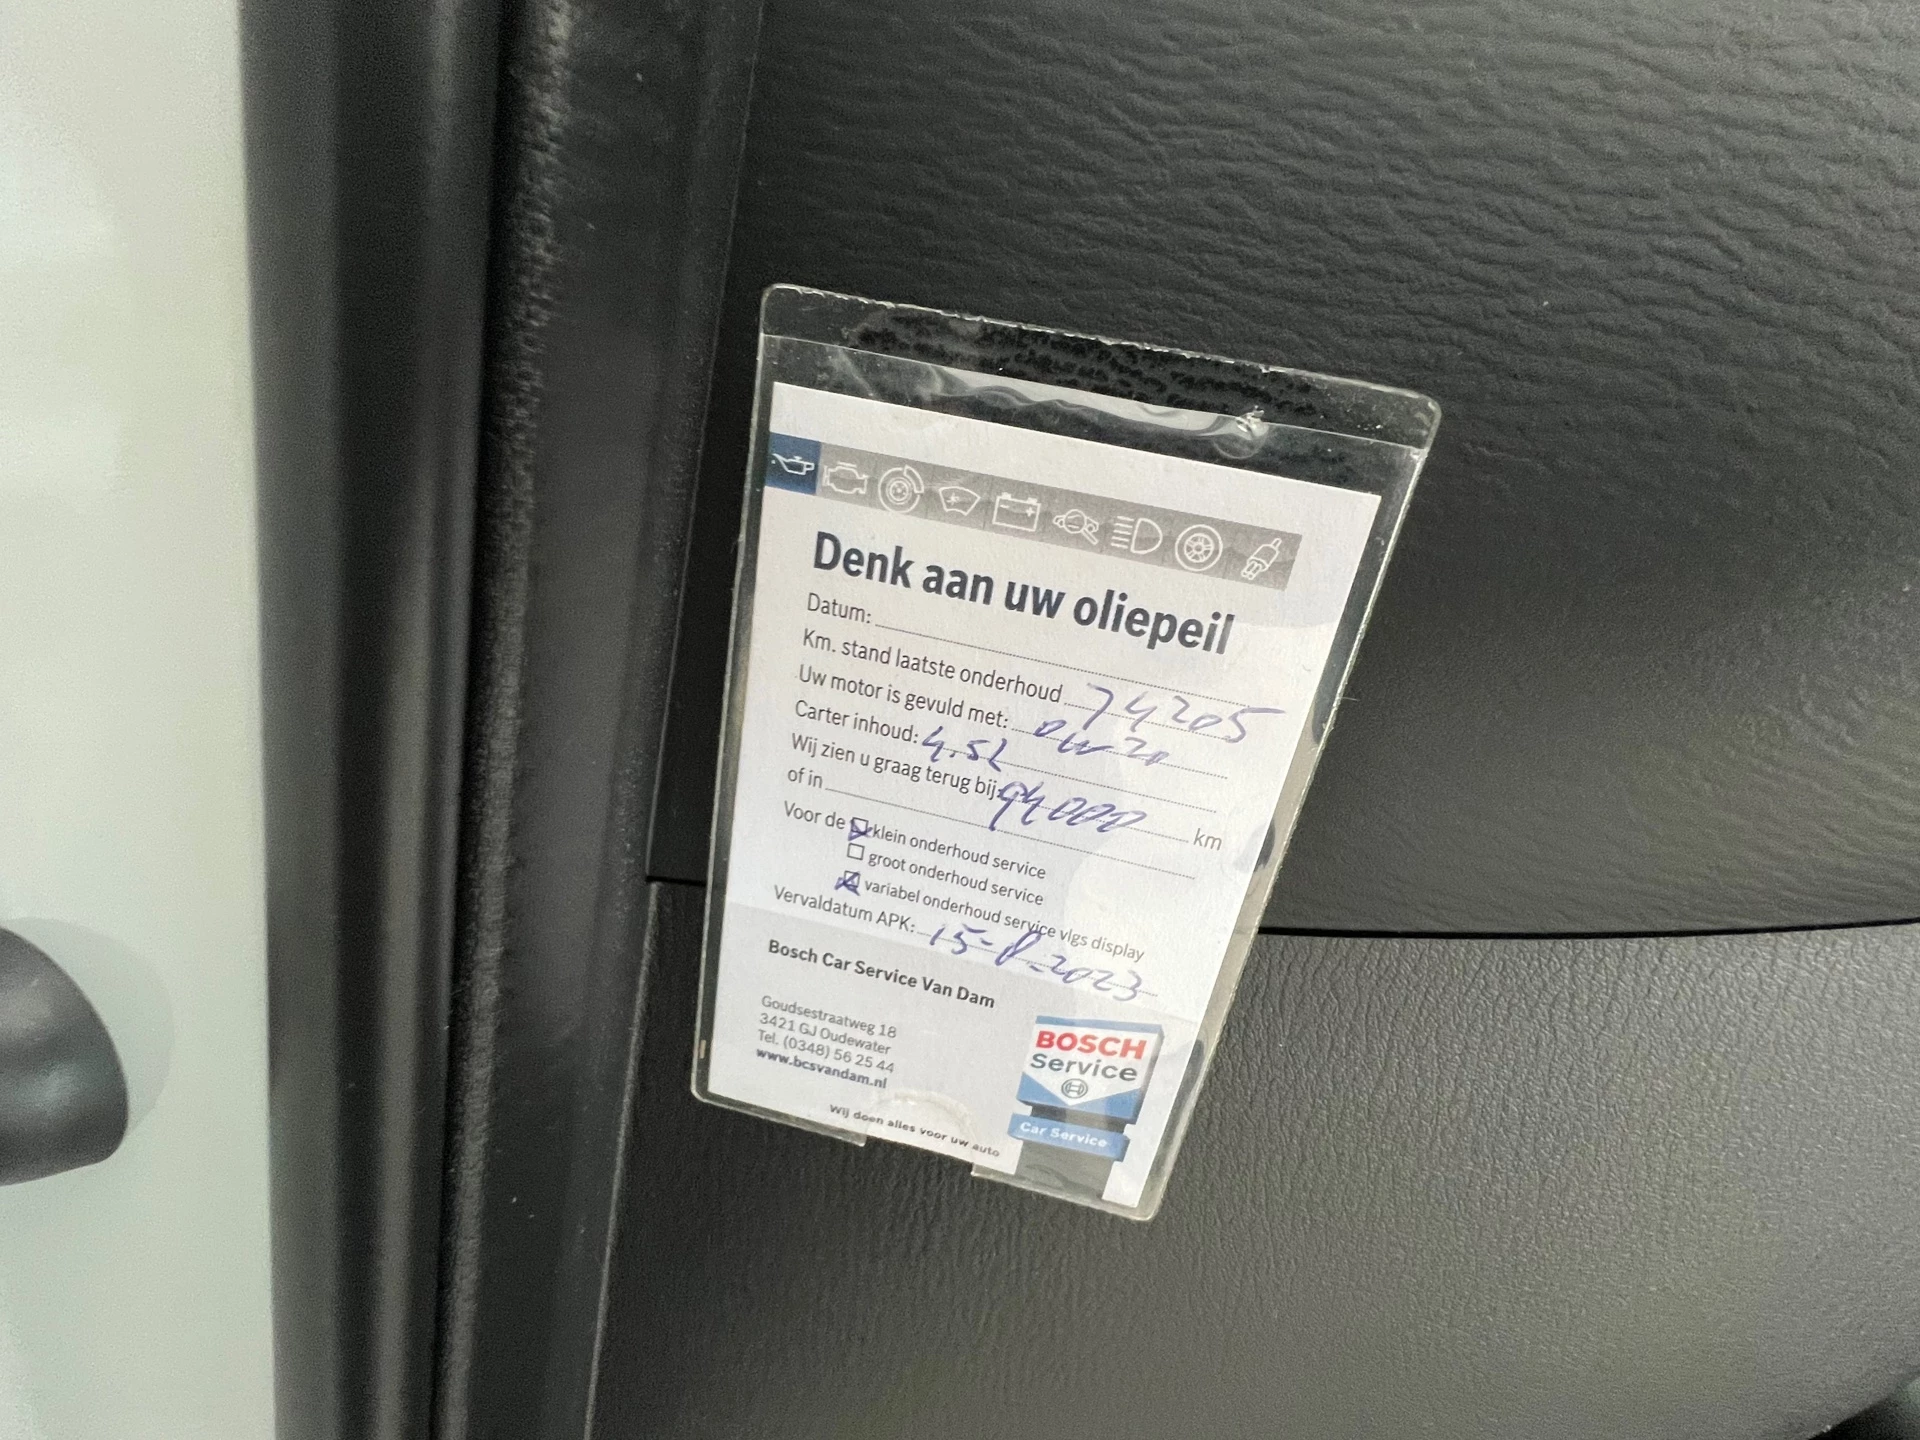 Denk aan uw oliepeil
Datum:
Km. stand laatste onderhoud 74205
Uw motor is gevuld met: 0w20
Carter inhoud: 4.5L
Wij zien u graag terug bij: 94000 km
of in
Voor de klein onderhoud service
groot onderhoud service
variabel onderhoud service vlgs display
Vervaldatum APK: 15-8-2023
Bosch Car Service Van Dam
Goudsestraatweg 18
3421 GJ Oudewater
Tel. (0348) 56 25 44
www.bcsvandam.nl
Wij doen alles voor uw auto
BOSCH
Service
Car Service